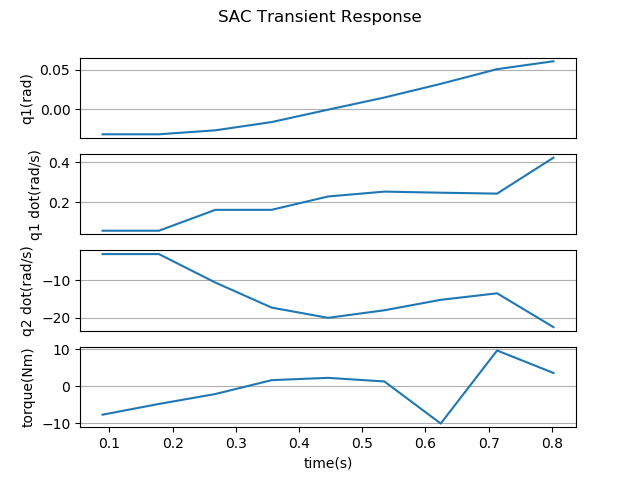 SAC Transient Response
q1(rad)
0.05
0.00
q1 dot(rad/s)
0.4
0.2
q2 dot(rad/s)
−10
−20
torque(Nm)
10
0
−10
0.1 0.2 0.3 0.4 0.5 0.6 0.7 0.8
time(s)